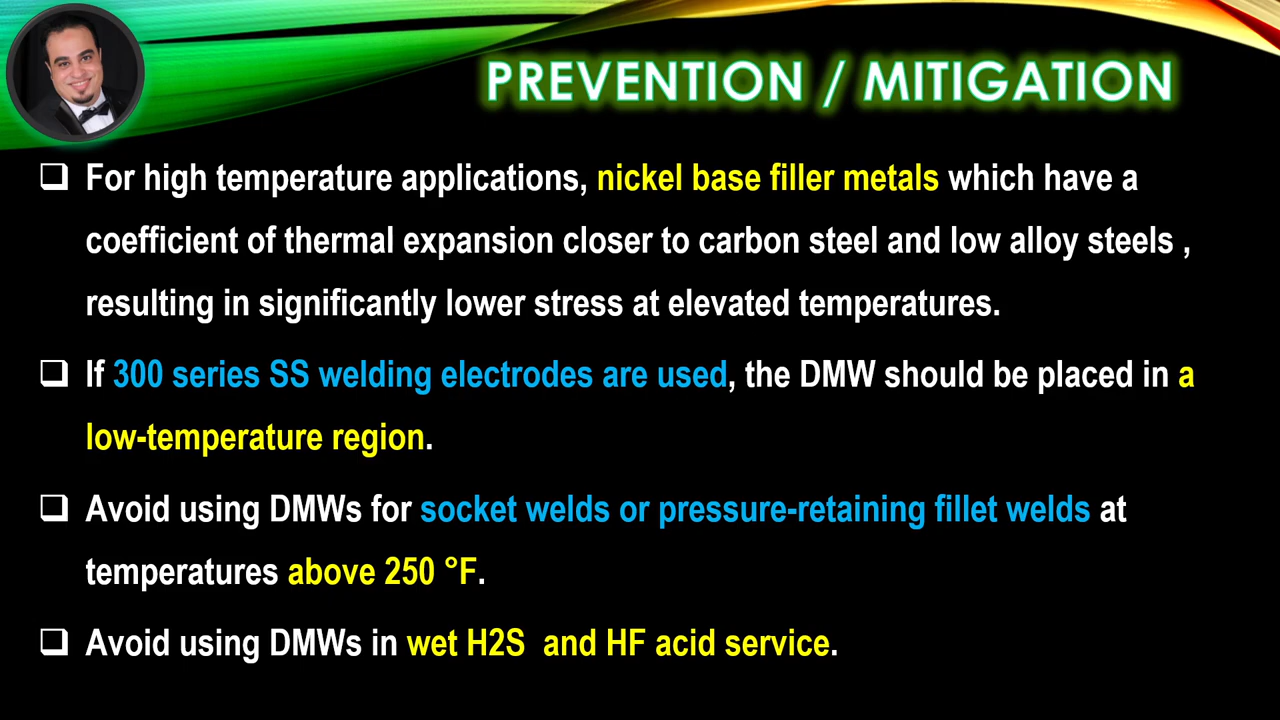 PREVENTION / MITIGATION
For high temperature applications, nickel base filler metals which have a
coefficient of thermal expansion closer to carbon steel and low alloy steels ,
resulting in significantly lower stress at elevated temperatures.
If 300 series SS welding electrodes are used, the DMW should be placed in a
low-temperature region.
Avoid using DMWs for socket welds or pressure-retaining fillet welds at
temperatures above 250 °F.
Avoid using DMWs in wet H2S  and HF acid service.